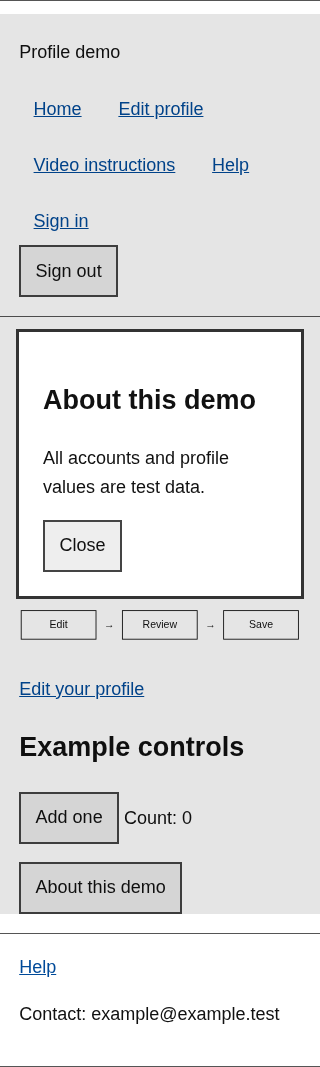 Profile demo
Home Edit profile
Video instructions Help
Sign in
Sign out
About this demo
All accounts and profile
values are test data.
Close
Edit → Review → Save
Edit your profile
Example controls
Add one Count: 0
About this demo
Help
Contact: example@example.test